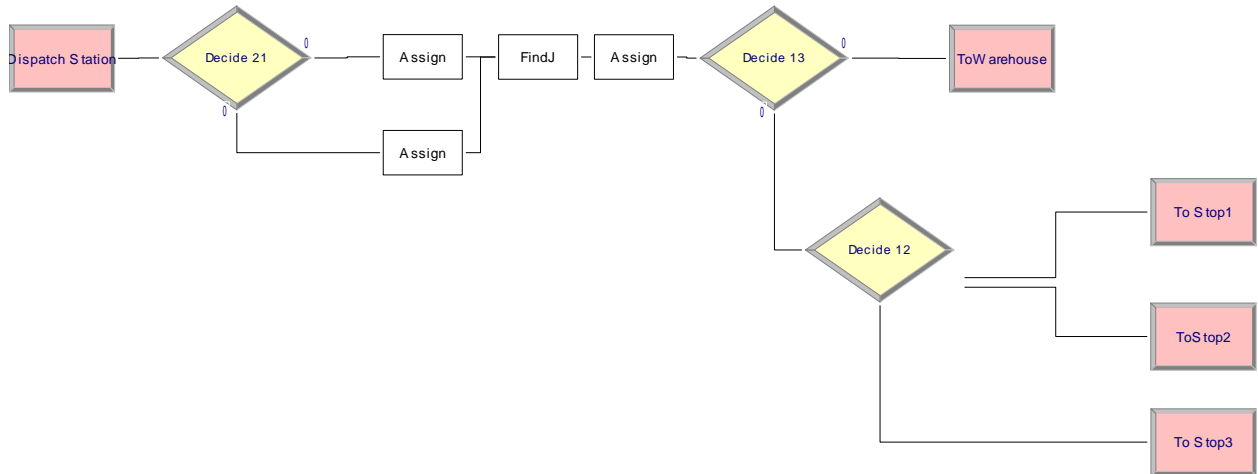 Dispatch Station
Decide 21
0
0
Assign
Assign
FindJ
Assign
Decide 13
0
0
ToWarehouse
Decide 12
To Stop1
ToStop2
To Stop3